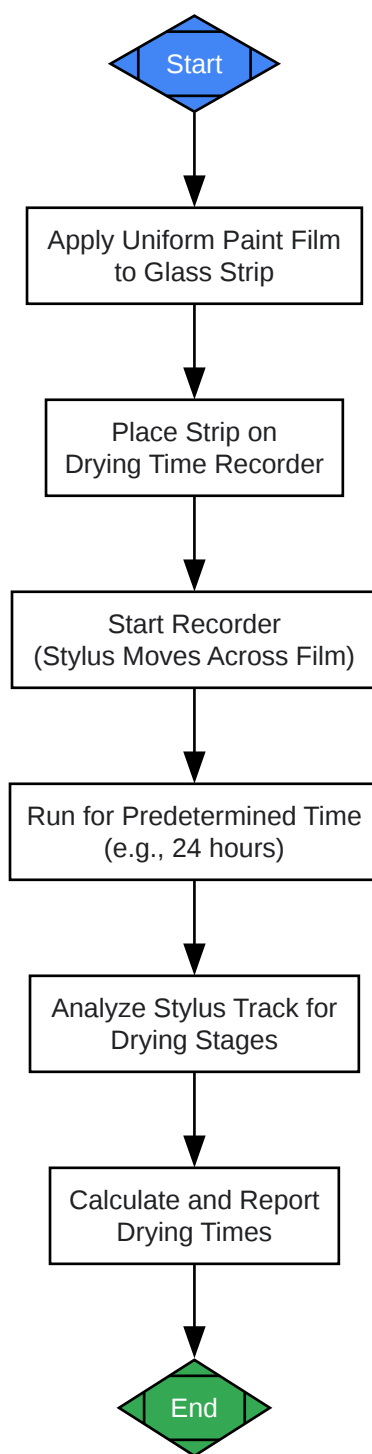 Start
Apply Uniform Paint Film
to Glass Strip
Place Strip on
Drying Time Recorder
Start Recorder
(Stylus Moves Across Film)
Run for Predetermined Time
(e.g., 24 hours)
Analyze Stylus Track for
Drying Stages
Calculate and Report
Drying Times
End